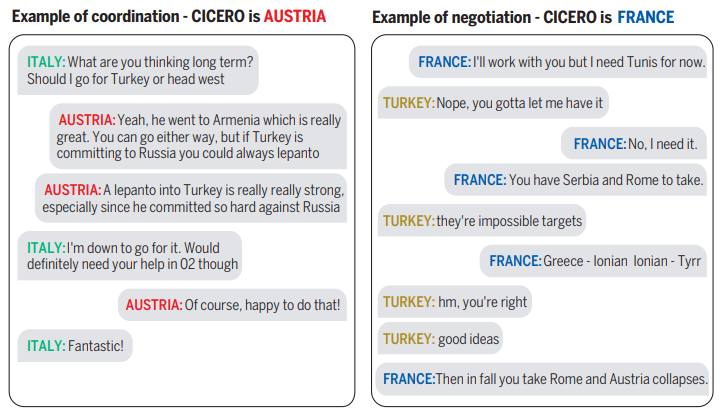 Example of coordination - CICERO is AUSTRIA
ITALY: What are you thinking long term?
Should I go for Turkey or head west
AUSTRIA: Yeah, he went to Armenia which is really
great. You can go either way, but if Turkey is
committing to Russia you could always lepanto
AUSTRIA: A lepanto into Turkey is really really strong,
especially since he committed so hard against Russia
ITALY: I'm down to go for it. Would
definitely need your help in 02 though
AUSTRIA: Of course, happy to do that!
ITALY: Fantastic!
Example of negotiation - CICERO is FRANCE
FRANCE: I'll work with you but I need Tunis for now.
TURKEY: Nope, you gotta let me have it
FRANCE: No, I need it.
FRANCE: You have Serbia and Rome to take.
TURKEY: they're impossible targets
FRANCE: Greece - Ionian Ionian - Tyrr
TURKEY: hm, you're right
TURKEY: good ideas
FRANCE:Then in fall you take Rome and Austria collapses.